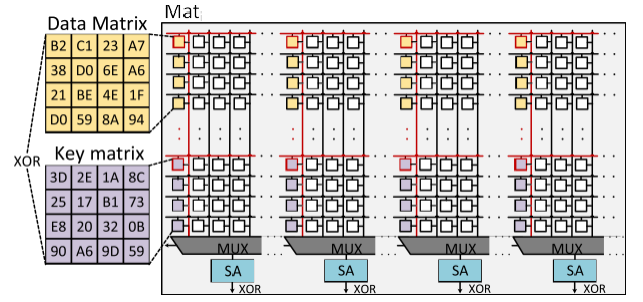 Data Matrix
B2 C1 23 A7
38 D0 6E A6
21 BE 4E 1F
D0 59 8A 94
XOR
Key matrix
3D 2E 1A 8C
25 17 B1 73
E8 20 32 0B
90 A6 9D 59
Mat
MUX MUX MUX MUX
SA SA SA SA
XOR XOR XOR XOR